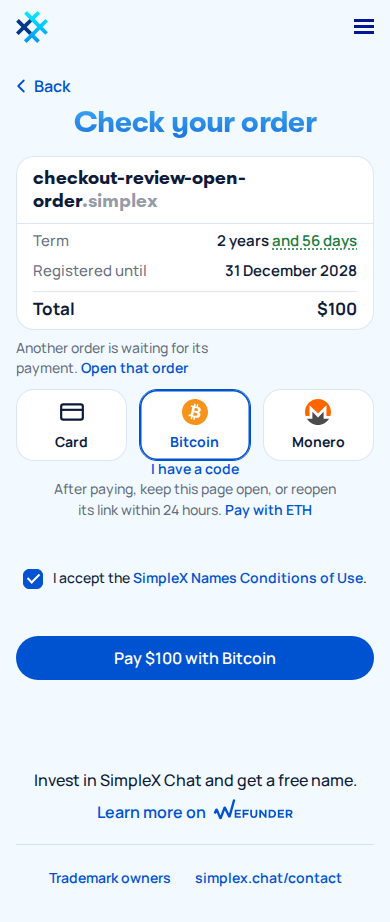 Back
Check your order
checkout-review-open-
order.simplex
Term 2 years and 56 days
Registered until 31 December 2028
Total $100
Another order is waiting for its
payment. Open that order
Card Bitcoin Monero
I have a code
After paying, keep this page open, or reopen
its link within 24 hours. Pay with ETH
I accept the SimpleX Names Conditions of Use.
Pay $100 with Bitcoin
Invest in SimpleX Chat and get a free name.
Learn more on WEFUNDER
Trademark owners simplex.chat/contact